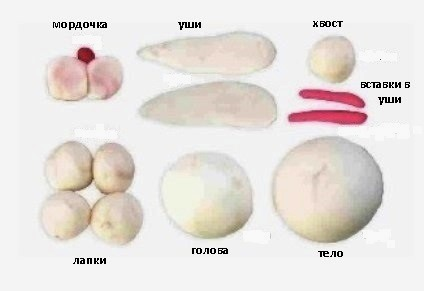 мордочка
уши
хвост
вставки в
уши
лапки
голова
тело